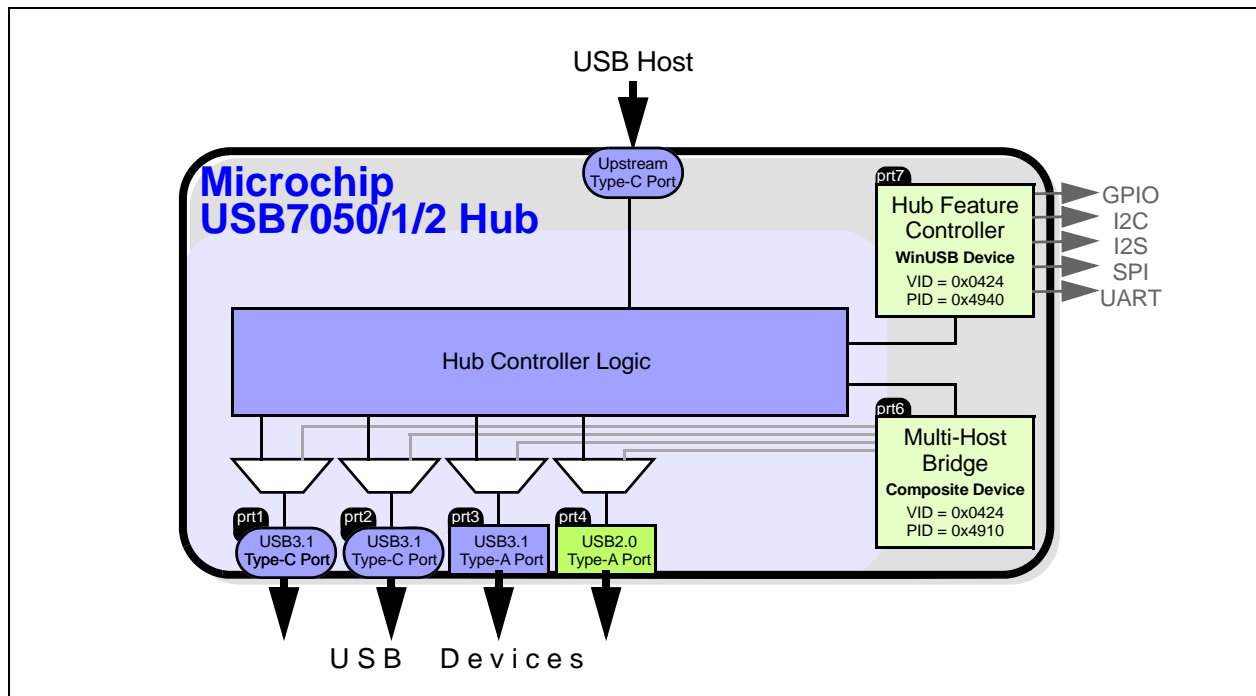 USB Host
Upstream
Type-C Port
Microchip
USB7050/1/2 Hub
prt7
Hub Feature
Controller
WinUSB Device
VID = 0x0424
PID = 0x4940
GPIO
I2C
I2S
SPI
UART
Hub Controller Logic
prt6
Multi-Host
Bridge
Composite Device
VID = 0x0424
PID = 0x4910
prt1
USB3.1
Type-C Port
prt2
USB3.1
Type-C Port
prt3
USB3.1
Type-A Port
prt4
USB2.0
Type-A Port
USB Devices